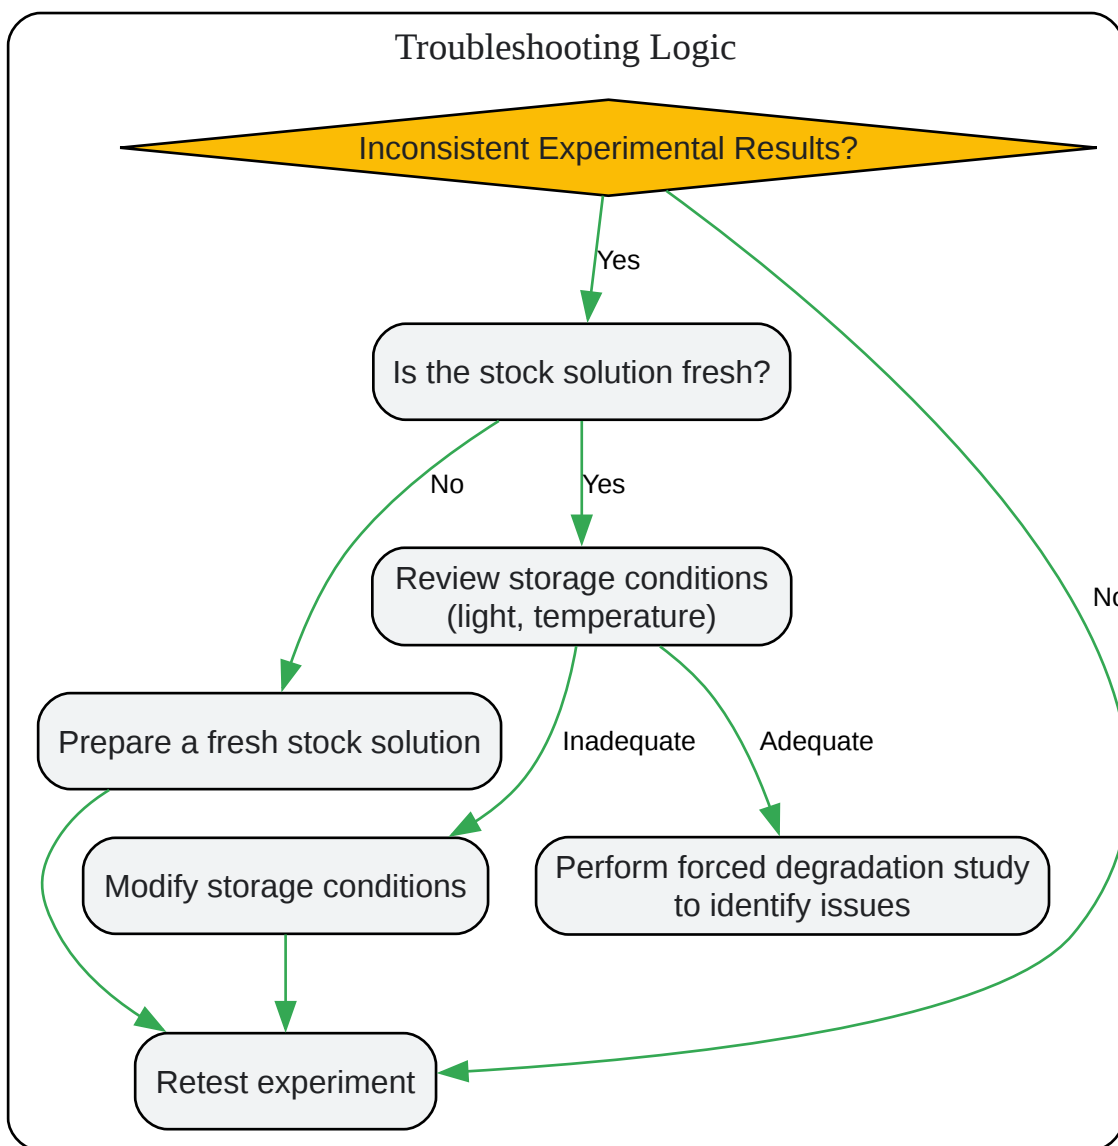 Troubleshooting Logic
Inconsistent Experimental Results?
Yes
Is the stock solution fresh?
No
Yes
Review storage conditions
(light, temperature)
No
Prepare a fresh stock solution
Inadequate
Adequate
Modify storage conditions
Perform forced degradation study
to identify issues
Retest experiment